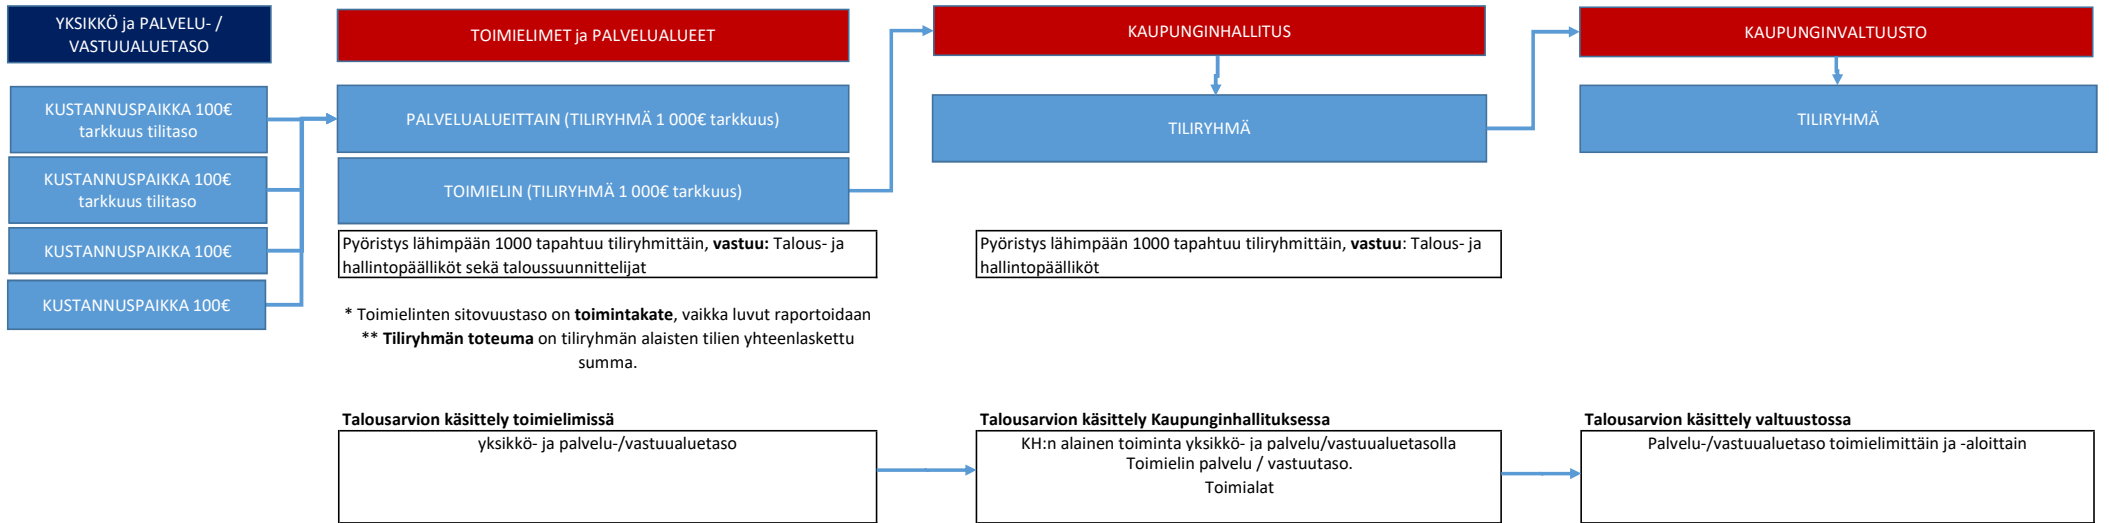 YKSIKKÖ ja PALVELU- /
VASTUUALUETASO
TOIMIELIMET ja PALVELUALUEET
KAUPUNGINHALLITUS
KAUPUNGINVALTUUSTO
KUSTANNUSPAIKKA 100€
tarkkuus tilitaso
KUSTANNUSPAIKKA 100€
tarkkuus tilitaso
KUSTANNUSPAIKKA 100€
KUSTANNUSPAIKKA 100€
PALVELUALUEITTAIN (TILIRYHMÄ 1 000€ tarkkuus)
TOIMIELIN (TILIRYHMÄ 1 000€ tarkkuus)
TILIRYHMÄ
TILIRYHMÄ
Pyöristys lähimpään 1000 tapahtuu tiliryhmittäin, vastuu: Talous- ja
hallintopäälliköt sekä taloussuunnittelijat
Pyöristys lähimpään 1000 tapahtuu tiliryhmittäin, vastuu: Talous- ja
hallintopäälliköt
* Toimielinten sitovuustaso on toimintakate, vaikka luvut raportoidaan
** Tiliryhmän toteuma on tiliryhmän alaisten tilien yhteenlaskettu
summa.
Talousarvion käsittely toimielimissä
yksikkö- ja palvelu-/vastuualuetaso
Talousarvion käsittely Kaupunginhallituksessa
KH:n alainen toiminta yksikkö- ja palvelu/vastuualuetasolla
Toimielin palvelu / vastuutaso.
Toimialat
Talousarvion käsittely valtuustossa
Palvelu-/vastuualuetaso toimielimittäin ja -aloittain